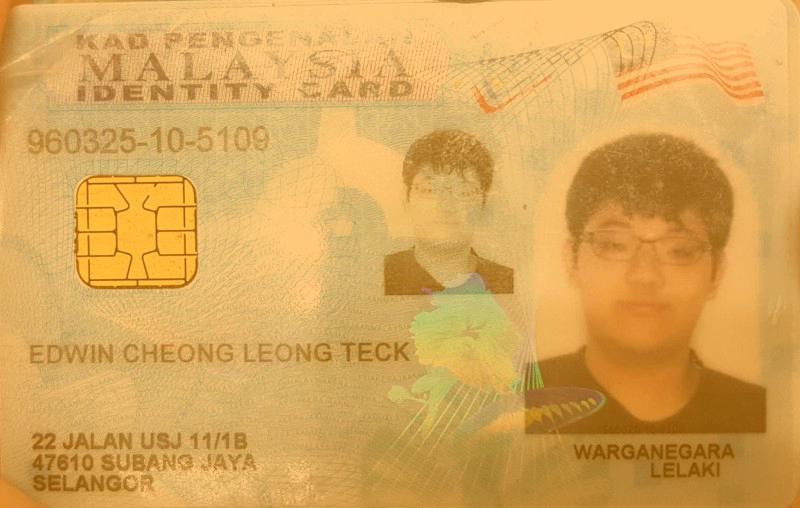 KAD PENGENALAN
MALAYSIA
IDENTITY CARD
960325-10-5109
EDWIN CHEONG LEONG TECK
22 JALAN USJ 11/1B
47610 SUBANG JAYA
SELANGOR
WARGANEGARA
LELAKI